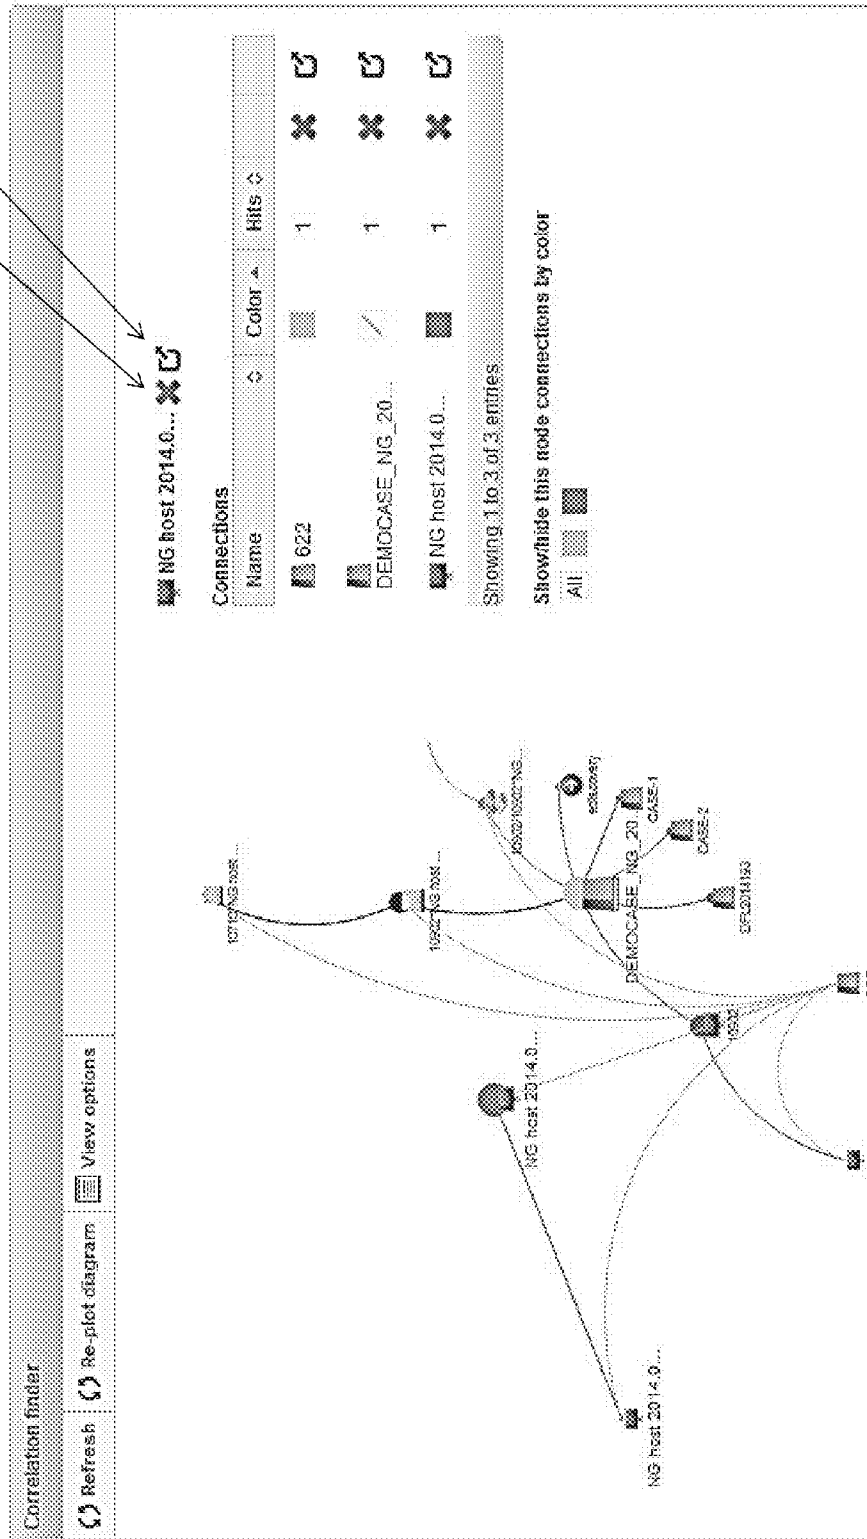 Correlation finder
Refresh
Re-plot diagram
View options
NG host 2014.0...
Connections
Name
Color
Hits
622
1
DEMOCASE_NG_20...
1
NG host 2014.0...
1
Showing 1 to 3 of 3 entries
Show/hide this node connections by color
All
NG host 2014.0...
NG host 2014.0...
DEMOCASE_NG_20
ediscovery
CASE-1
CASE-2